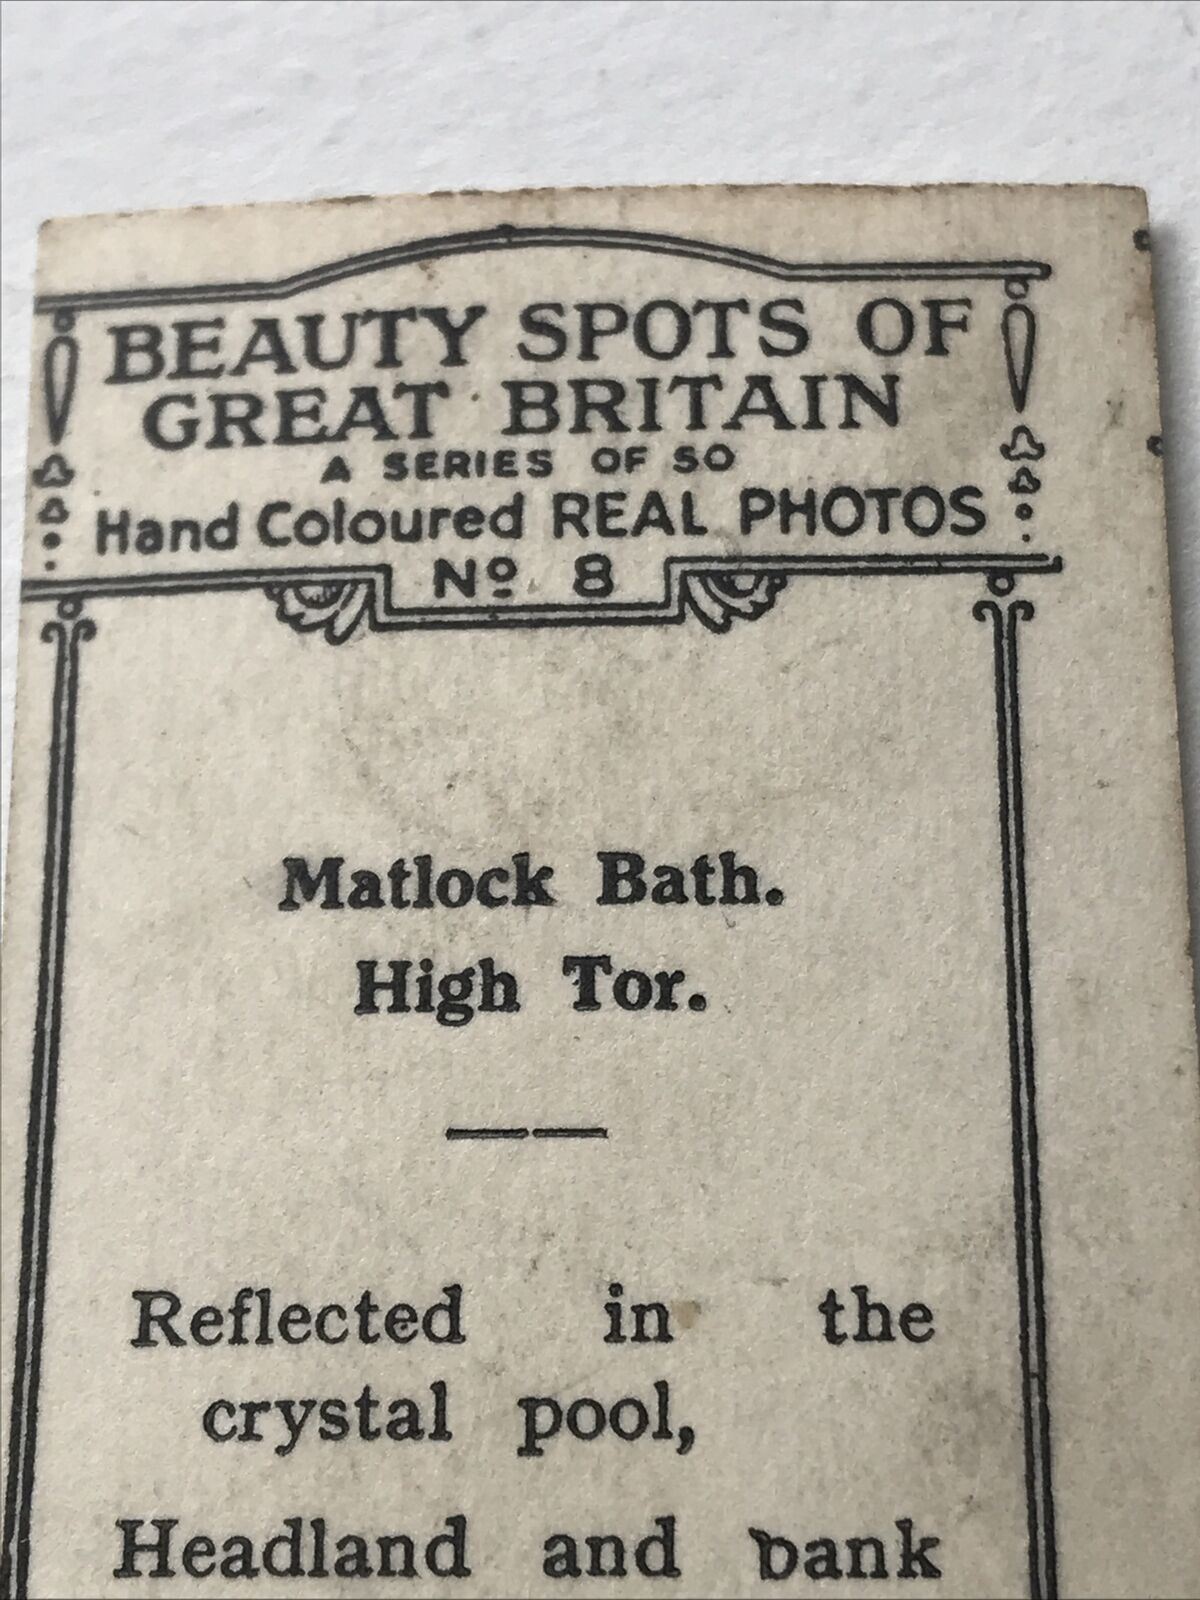 BEAUTY SPOTS OF
GREAT BRITAIN
A SERIES OF 50
Hand Coloured REAL PHOTOS
Nº 8
Matlock Bath.
High Tor.
Reflected in the
crystal pool,
Headland and bank